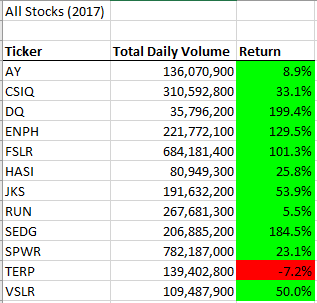 All Stocks (2017)
Ticker Total Daily Volume Return
AY 136,070,900 8.9%
CSIQ 310,592,800 33.1%
DQ 35,796,200 199.4%
ENPH 221,772,100 129.5%
FSLR 684,181,400 101.3%
HASI 80,949,300 25.8%
JKS 191,632,200 53.9%
RUN 267,681,300 5.5%
SEDG 206,885,200 184.5%
SPWR 782,187,000 23.1%
TERP 139,402,800 -7.2%
VSLR 109,487,900 50.0%